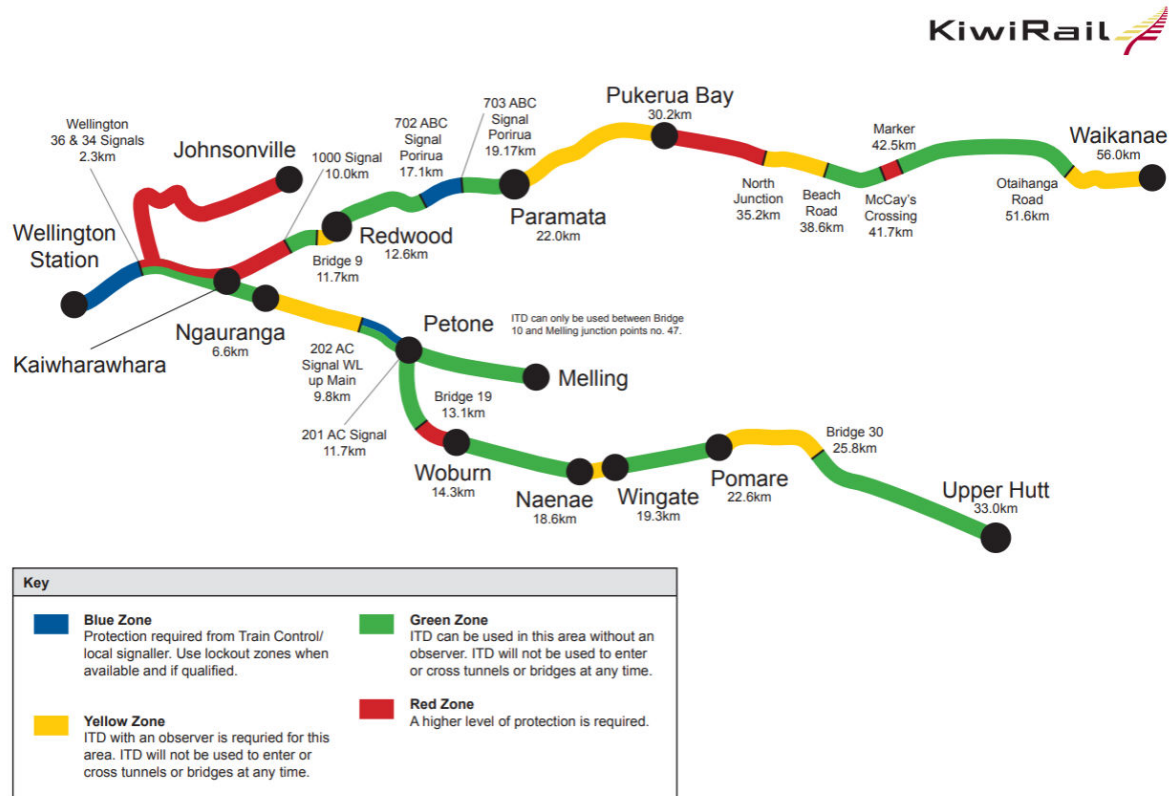 KiwiRail
Wellington
36 & 34 Signals
2.3km
Johnsonville
1000 Signal
10.0km
702 ABC
Signal
Porirua
17.1km
703 ABC
Signal
Porirua
19.17km
Pukerua Bay
30.2km
Marker
42.5km
Waikanae
56.0km
Wellington
Station
Redwood
12.6km
Bridge 9
11.7km
Paramata
22.0km
North
Junction
35.2km
Beach
Road
38.6km
McCay's
Crossing
41.7km
Otaihanga
Road
51.6km
Kaiwharawhara
Ngauranga
6.6km
Petone
ITD can only be used between Bridge
10 and Melling junction points no. 47.
202 AC
Signal WL
up Main
9.8km
Melling
201 AC Signal
11.7km
Bridge 19
13.1km
Woburn
14.3km
Naenae
18.6km
Wingate
19.3km
Pomare
22.6km
Bridge 30
25.8km
Upper Hutt
33.0km
Key
Blue Zone
Protection required from Train Control/
local signaller. Use lockout zones when
available and if qualified.
Yellow Zone
ITD with an observer is requried for this
area. ITD will not be used to enter or
cross tunnels or bridges at any time.
Green Zone
ITD can be used in this area without an
observer. ITD will not be used to enter
or cross tunnels or bridges at any time.
Red Zone
A higher level of protection is required.